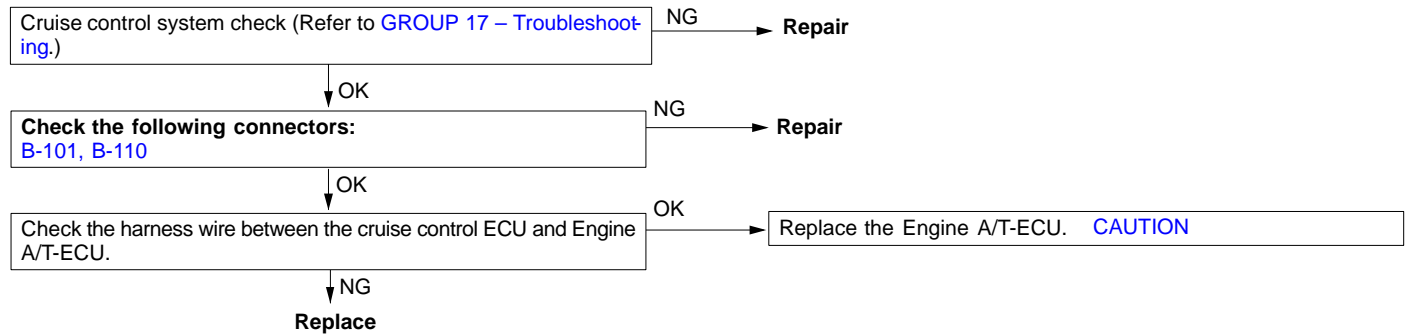 Cruise control system check (Refer to GROUP 17 – Troubleshoot-
ing.)
NG
Repair
OK
Check the following connectors:
B-101, B-110
NG
Repair
OK
Check the harness wire between the cruise control ECU and Engine
A/T-ECU.
OK
Replace the Engine A/T-ECU. CAUTION
NG
Replace